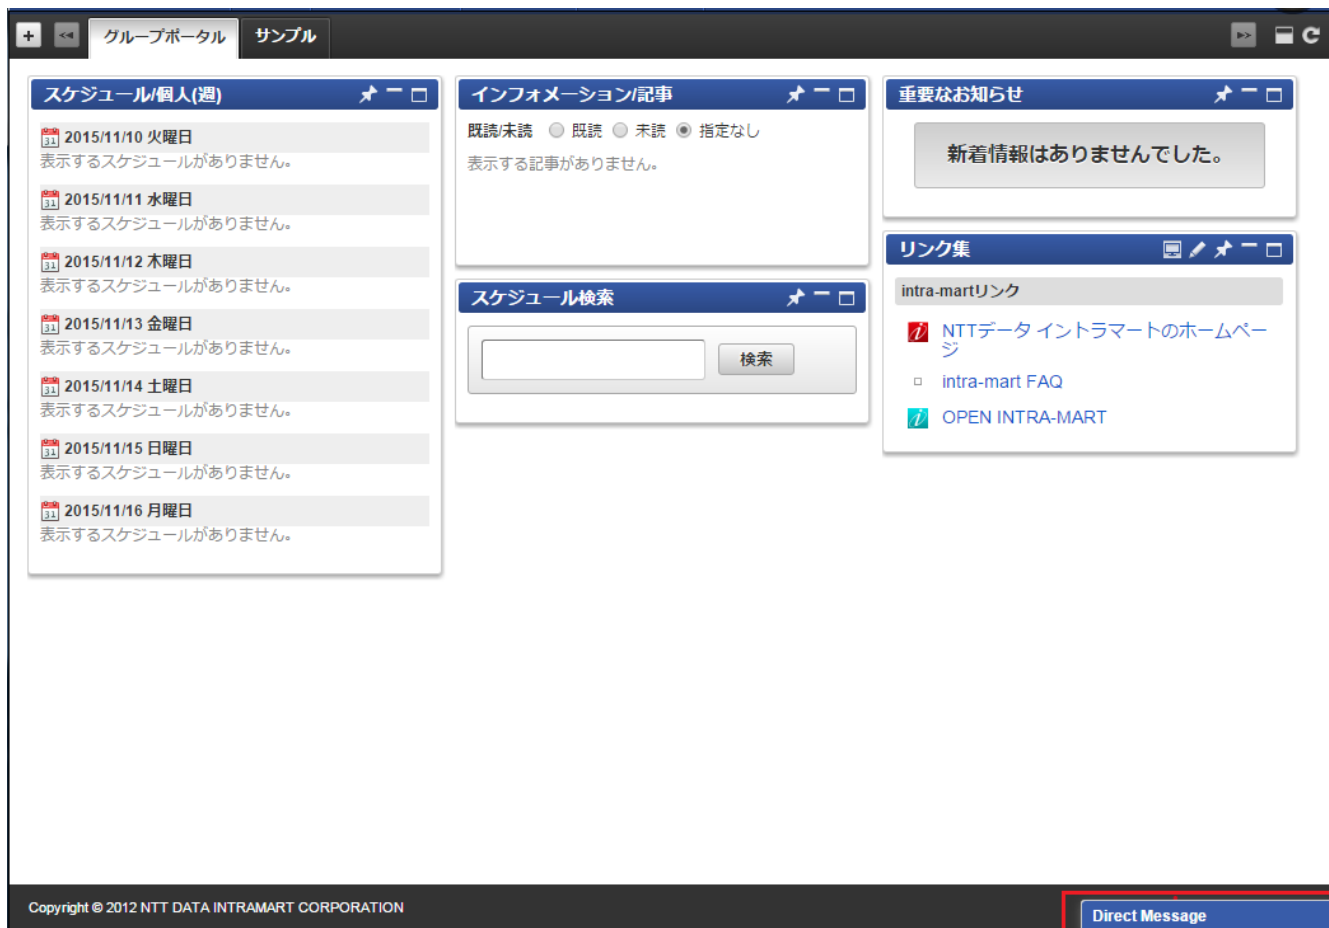 グループポータル
サンプル
スケジュール/個人(週)
2015/11/10 火曜日
表示するスケジュールがありません。
2015/11/11 水曜日
表示するスケジュールがありません。
2015/11/12 木曜日
表示するスケジュールがありません。
2015/11/13 金曜日
表示するスケジュールがありません。
2015/11/14 土曜日
表示するスケジュールがありません。
2015/11/15 日曜日
表示するスケジュールがありません。
2015/11/16 月曜日
表示するスケジュールがありません。
インフォメーション/記事
既読/未読 既読 未読 指定なし
表示する記事がありません。
スケジュール検索
検索
重要なお知らせ
新着情報はありませんでした。
リンク集
intra-martリンク
NTTデータ イントラマートのホームペー
ジ
intra-mart FAQ
OPEN INTRA-MART
Copyright © 2012 NTT DATA INTRAMART CORPORATION
Direct Message